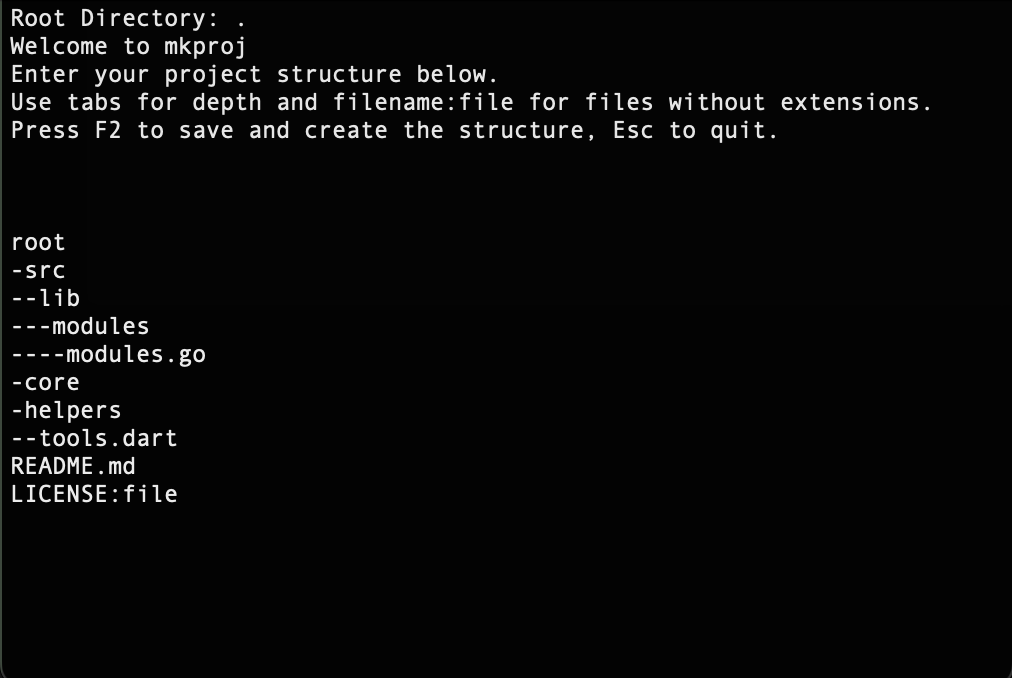 Root Directory: .
Welcome to mkproj
Enter your project structure below.
Use tabs for depth and filename:file for files without extensions.
Press F2 to save and create the structure, Esc to quit.
root
-src
--lib
---modules
----modules.go
-core
-helpers
--tools.dart
README.md
LICENSE:file